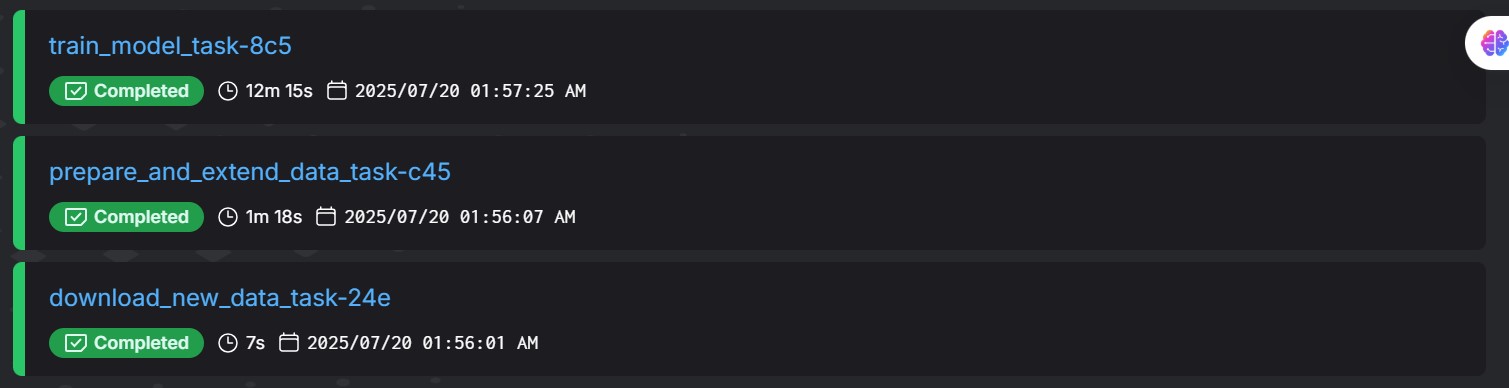 train_model_task-8c5
Completed 12m 15s 2025/07/20 01:57:25 AM
prepare_and_extend_data_task-c45
Completed 1m 18s 2025/07/20 01:56:07 AM
download_new_data_task-24e
Completed 7s 2025/07/20 01:56:01 AM